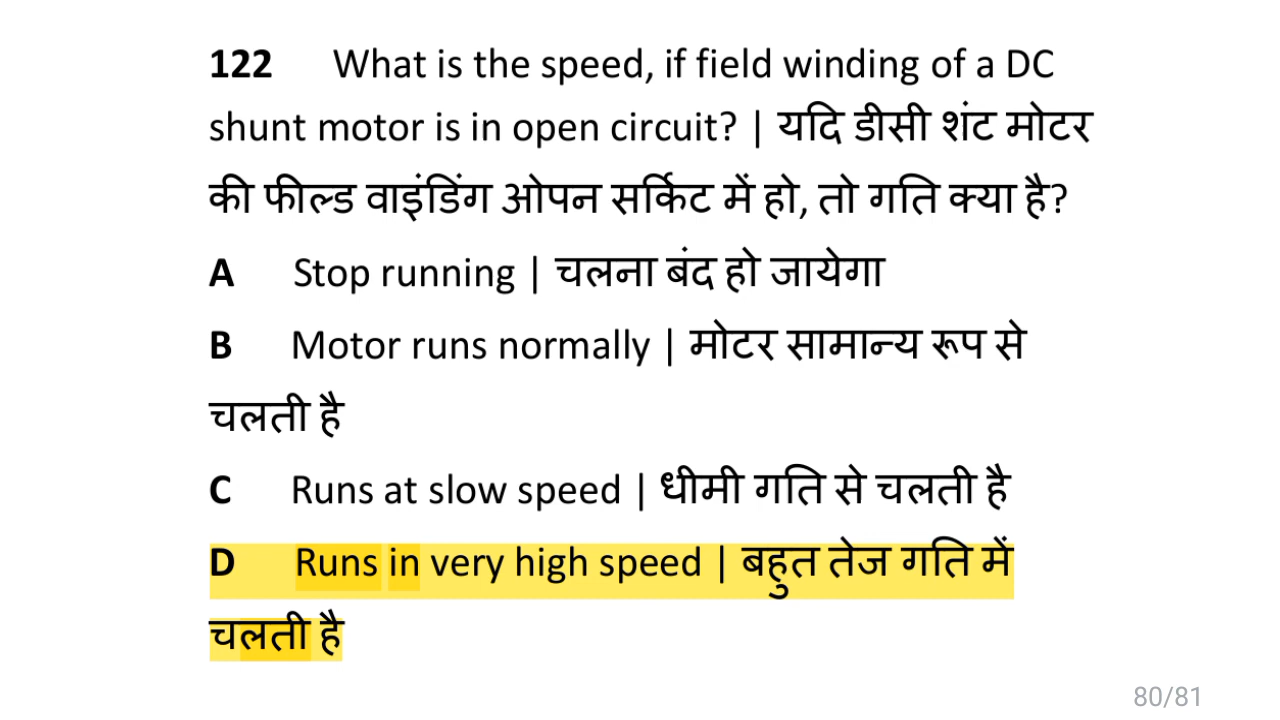 122 What is the speed, if field winding of a DC
shunt motor is in open circuit? | यदि डीसी शंट मोटर
की फील्ड वाइंडिंग ओपन सर्किट में हो, तो गति क्या है?
A Stop running | चलना बंद हो जायेगा
B Motor runs normally | मोटर सामान्य रूप से
चलती है
C Runs at slow speed | धीमी गति से चलती है
D Runs in very high speed | बहुत तेज गति में
चलती है
80/81